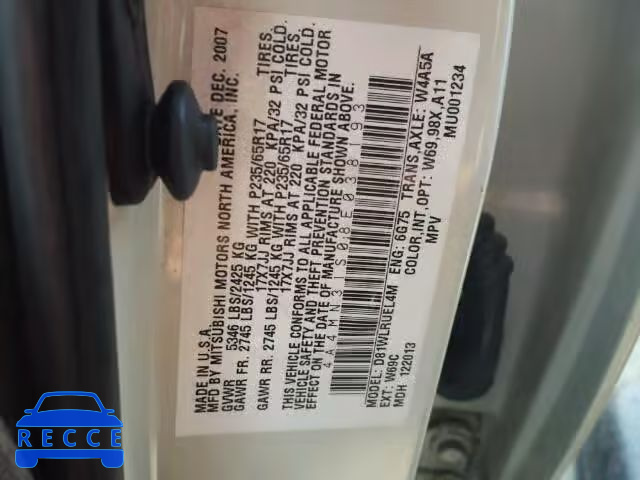 MADE IN U.S.A.
MFD BY MITSUBISHI MOTORS NORTH AMERICA, INC.
DATE DEC. 2007
GVWR 5346 LBS/2425 KG
GAWR FR. 2745 LBS/1245 KG WITH P235/65R17 TIRES.
17X7JJ RIMS AT 220 KPA/32 PSI COLD.
GAWR RR. 2745 LBS/1245 KG WITH P235/65R17 TIRES.
17X7JJ RIMS AT 220 KPA/32 PSI COLD.
THIS VEHICLE CONFORMS TO ALL APPLICABLE FEDERAL MOTOR
VEHICLE SAFETY AND THEFT PREVENTION STANDARDS IN
EFFECT ON THE DATE OF MANUFACTURE SHOWN ABOVE.
4A4MN31S08E038193
MODEL: D81WLRUEL4M ENG: 6G75 TRANS.AXLE: W4A5A
EXT: W69C COLOR,INT.OPT: W69,98X,A11
MDH: 122013 MPV MU001234
RECCE